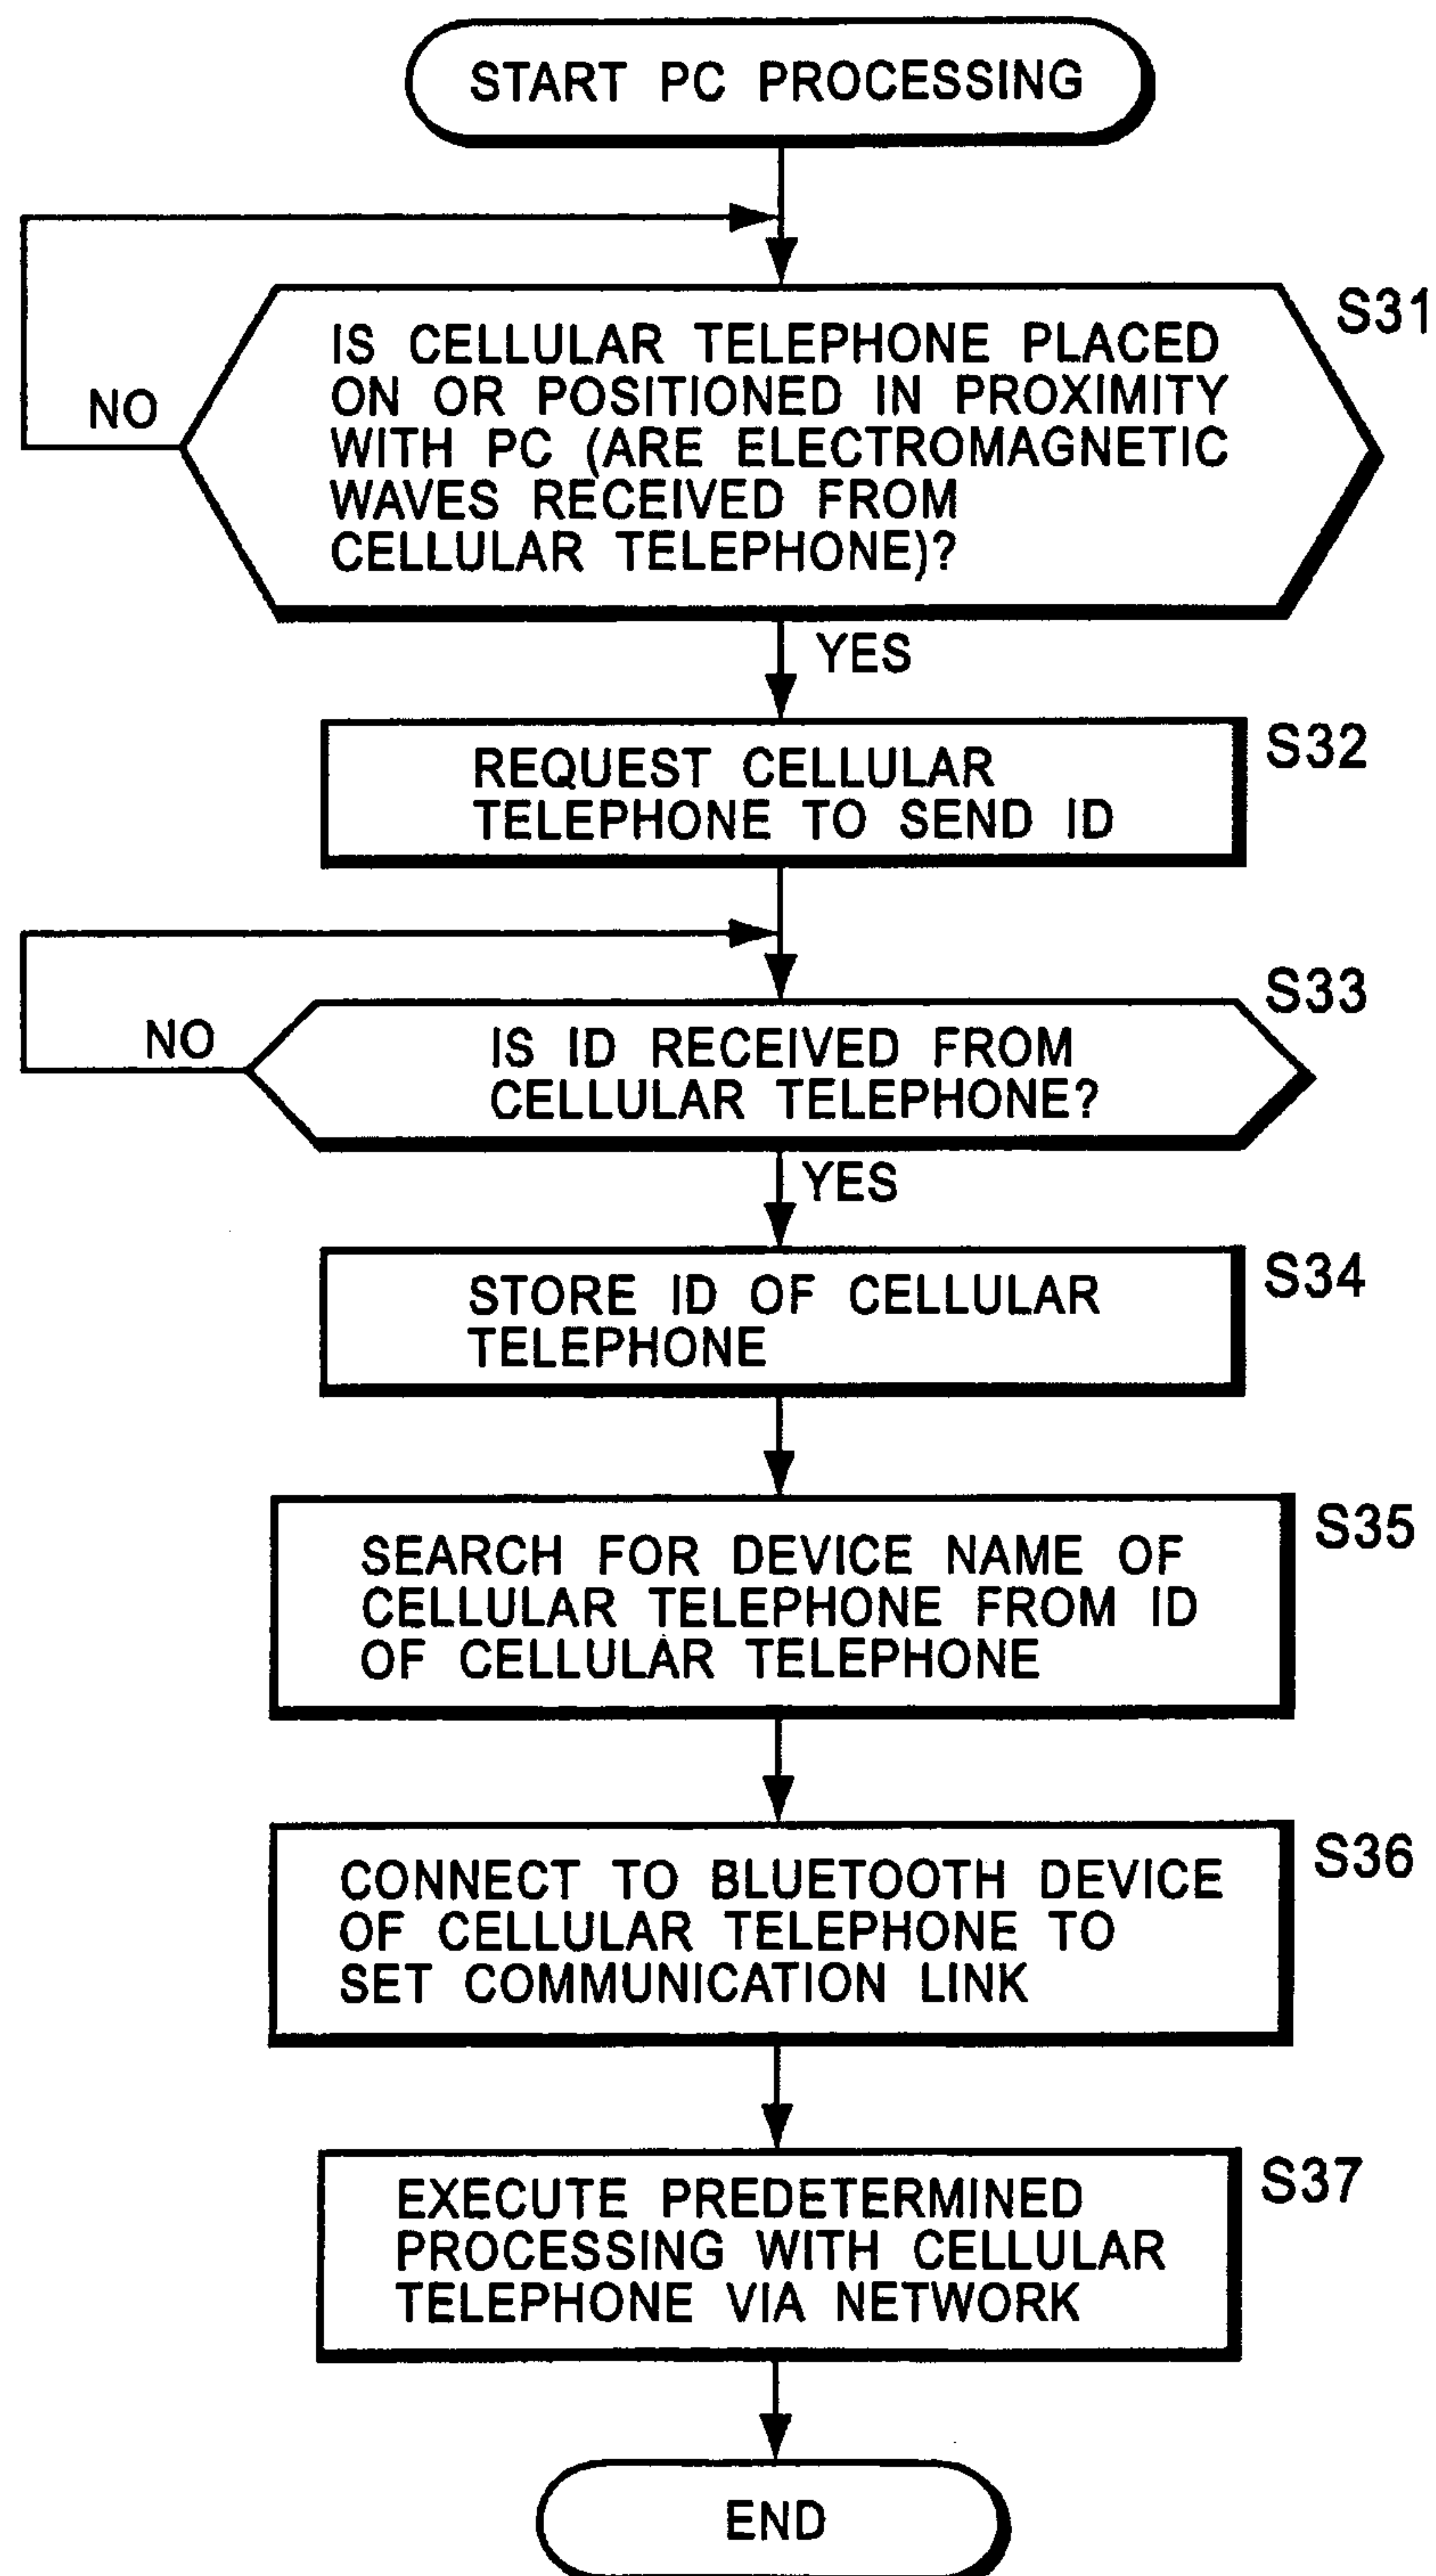 START PC PROCESSING
S31
IS CELLULAR TELEPHONE PLACED
ON OR POSITIONED IN PROXIMITY
WITH PC (ARE ELECTROMAGNETIC
WAVES RECEIVED FROM
CELLULAR TELEPHONE)?
NO
YES
S32
REQUEST CELLULAR
TELEPHONE TO SEND ID
S33
NO
IS ID RECEIVED FROM
CELLULAR TELEPHONE?
YES
S34
STORE ID OF CELLULAR
TELEPHONE
S35
SEARCH FOR DEVICE NAME OF
CELLULAR TELEPHONE FROM ID
OF CELLULAR TELEPHONE
S36
CONNECT TO BLUETOOTH DEVICE
OF CELLULAR TELEPHONE TO
SET COMMUNICATION LINK
S37
EXECUTE PREDETERMINED
PROCESSING WITH CELLULAR
TELEPHONE VIA NETWORK
END